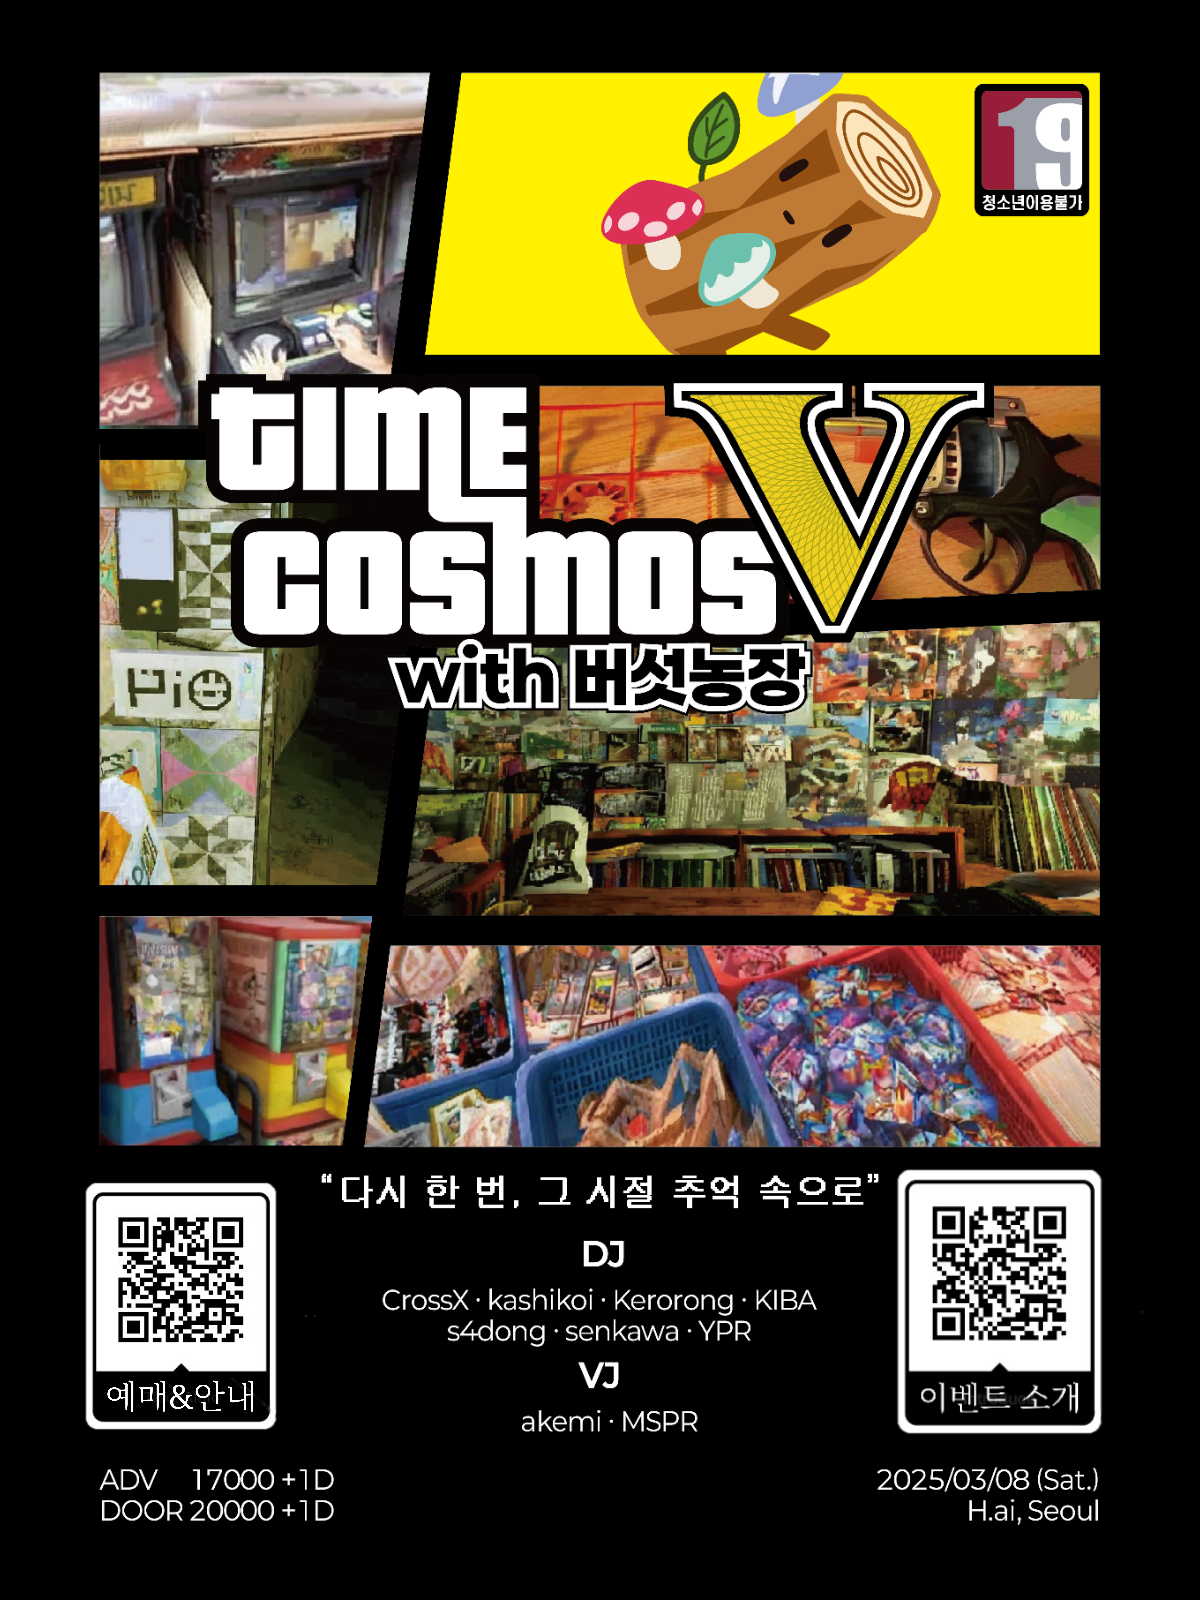 19
청소년이용불가
time
V
cosmos
with 버섯농장
“다시 한 번, 그 시절 추억 속으로”
DJ
CrossX · kashikoi · Kerorong · KIBA
s4dong · senkawa · YPR
VJ
akemi · MSPR
예매&안내
이벤트 소개
ADV 17000 +1D
DOOR 20000 +1D
2025/03/08 (Sat.)
H.ai, Seoul